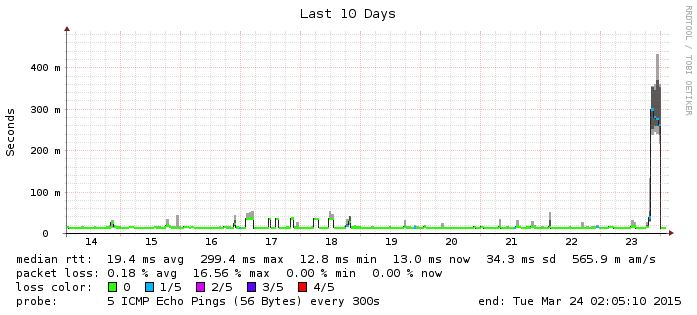 Last 10 Days
RRDTOOL / TOBI OETIKER
Seconds
400 m
300 m
200 m
100 m
0
14 15 16 17 18 19 20 21 22 23
median rtt: 19.4 ms avg 299.4 ms max 12.8 ms min 13.0 ms now 34.3 ms sd 565.9 m am/s
packet loss: 0.18 % avg 16.56 % max 0.00 % min 0.00 % now
loss color: 0 1/5 2/5 3/5 4/5
probe: 5 ICMP Echo Pings (56 Bytes) every 300s end: Tue Mar 24 02:05:10 2015